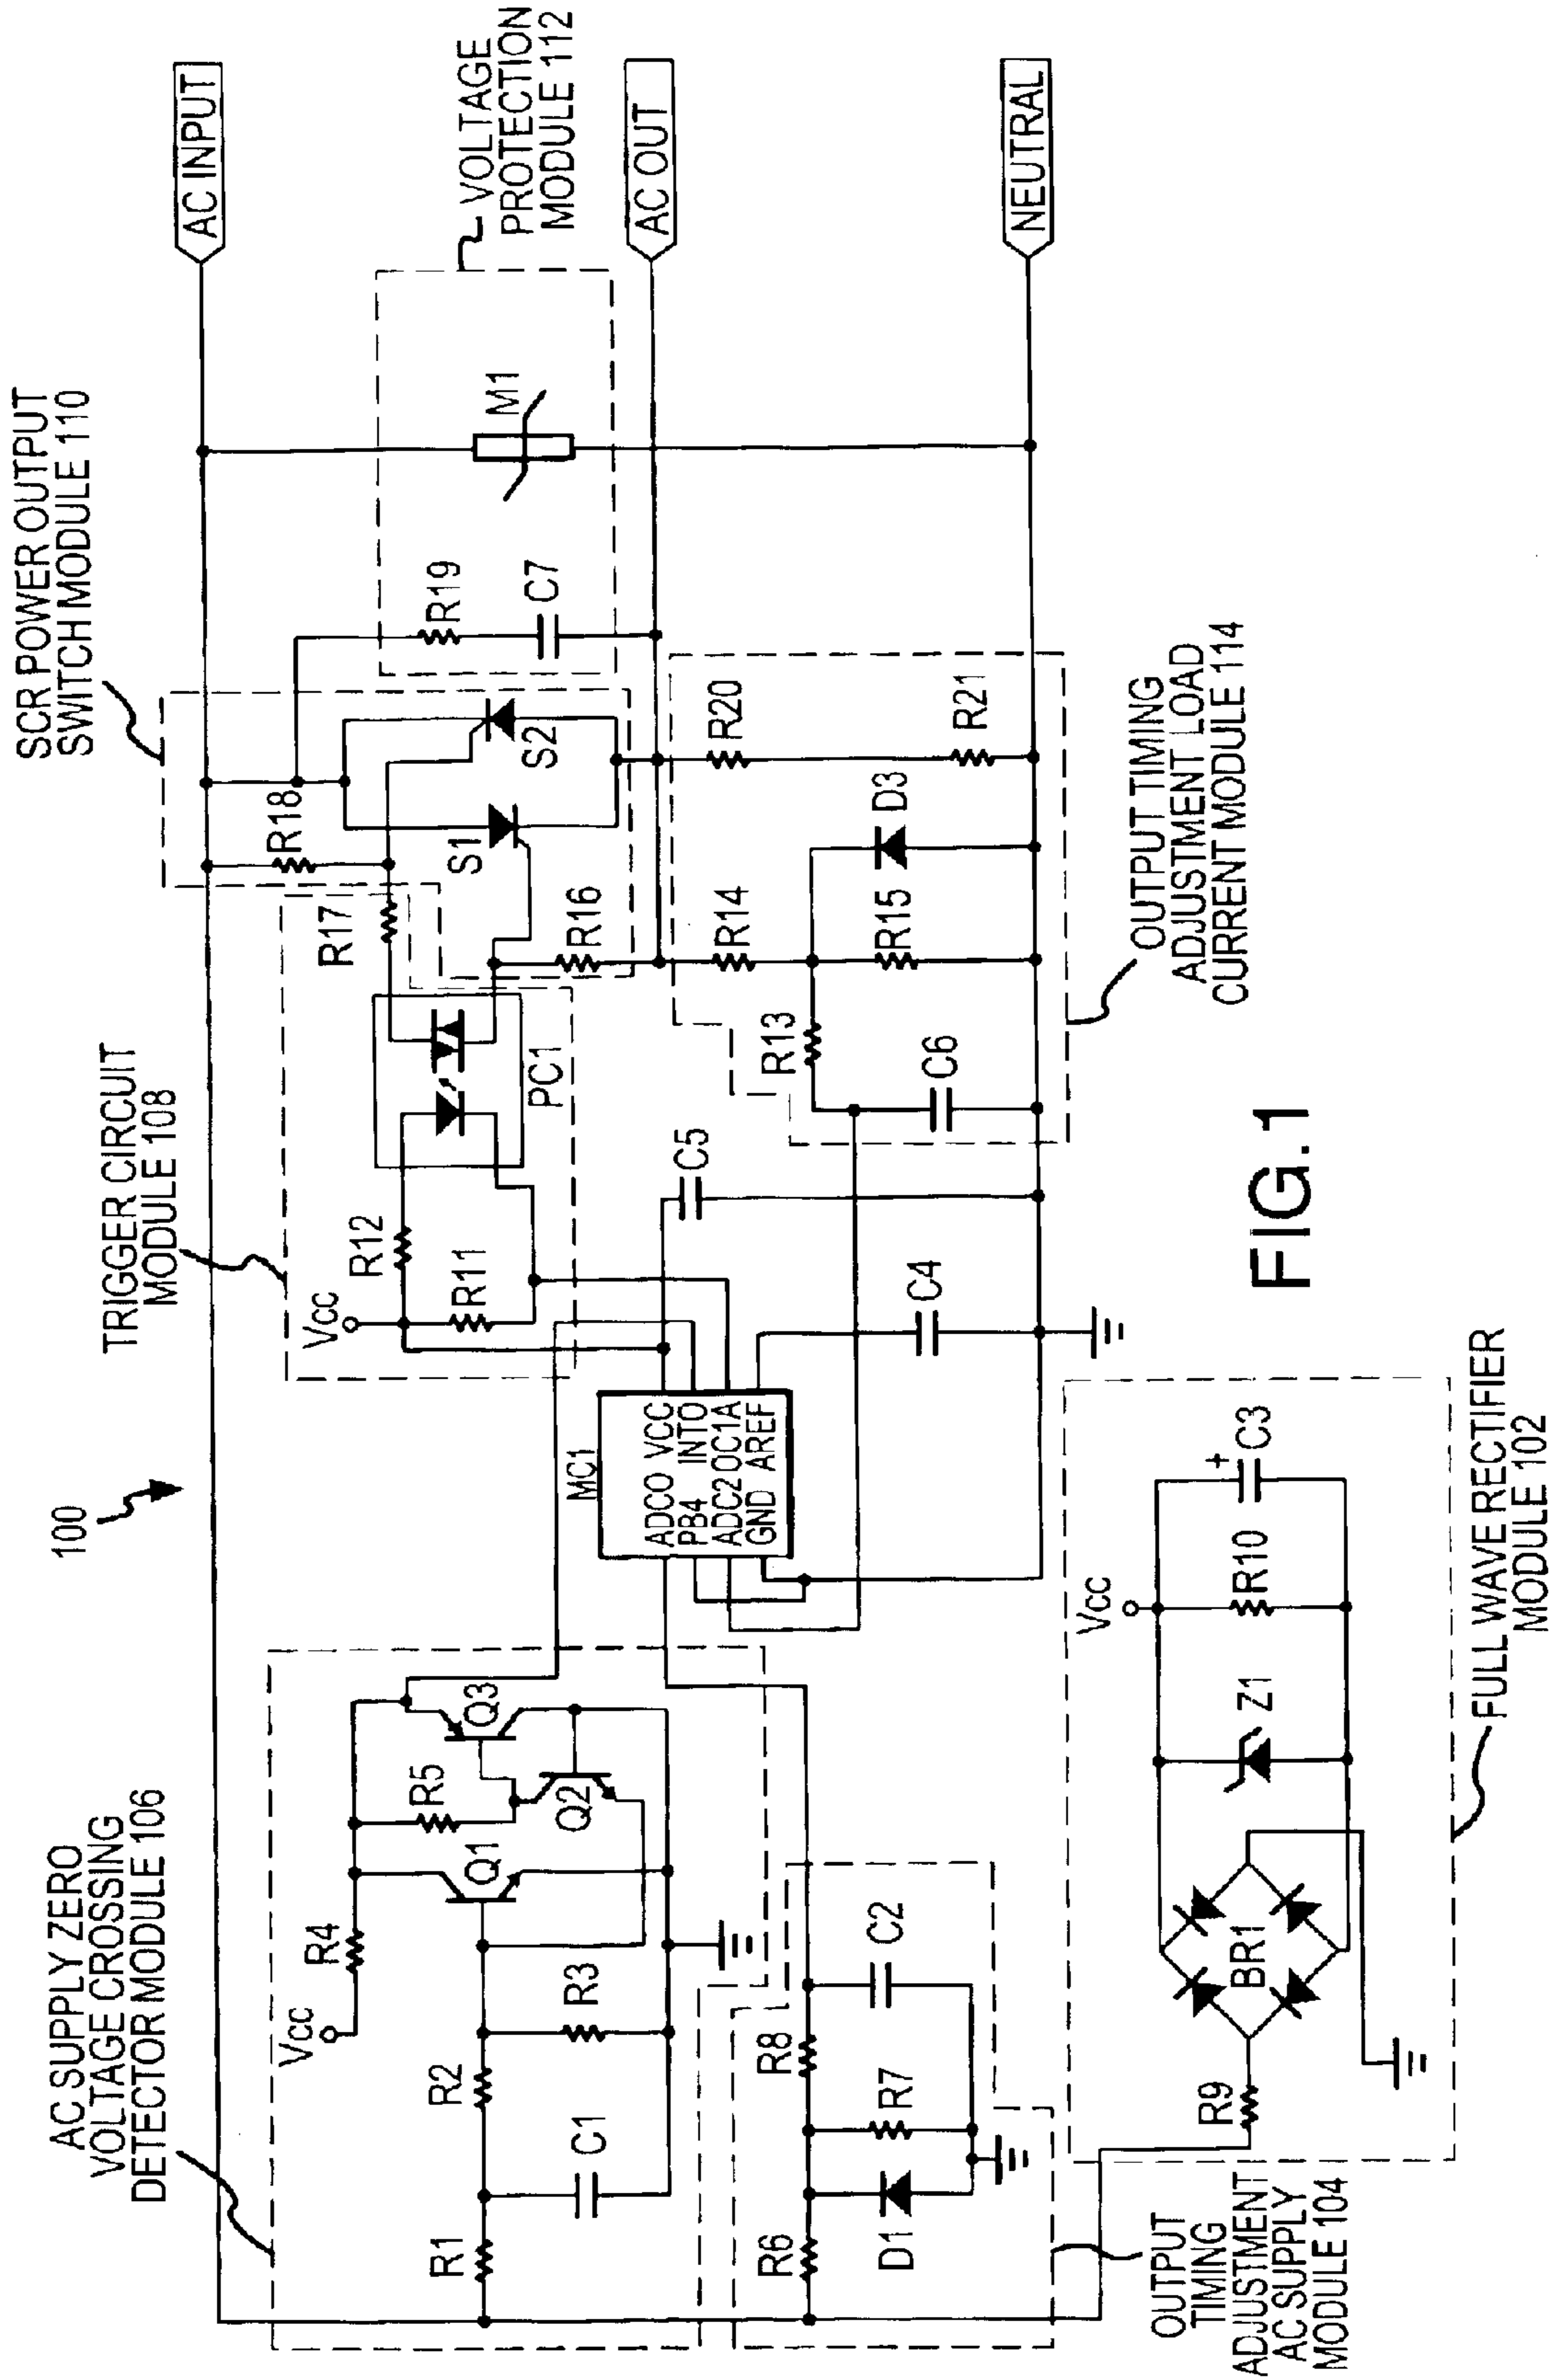 100
SCR POWER OUTPUT
SWITCH MODULE 110
AC INPUT
VOLTAGE
PROTECTION
MODULE 112
AC OUT
NEUTRAL
TRIGGER CIRCUIT
MODULE 108
AC SUPPLY ZERO
VOLTAGE CROSSING
DETECTOR MODULE 106
R18
S1
S2
R19
C7
M1
R17
R16
PC1
R12
R11
VCC
R20
R21
D3
R14
R15
R13
C6
OUTPUT TIMING
ADJUSTMENT LOAD
CURRENT MODULE 114
C5
C4
MC1
ADC0 VCC
PB4 INT0
ADC2 OC1A
GND AREF
VCC
R4
R5
Q1
Q2
Q3
R1
R2
R3
C1
R6
R8
D1
R7
C2
OUTPUT
TIMING
ADJUSTMENT
AC SUPPLY
MODULE 104
R9
BR1
Z1
VCC
R10
+
C3
FULL WAVE RECTIFIER
MODULE 102
FIG.1